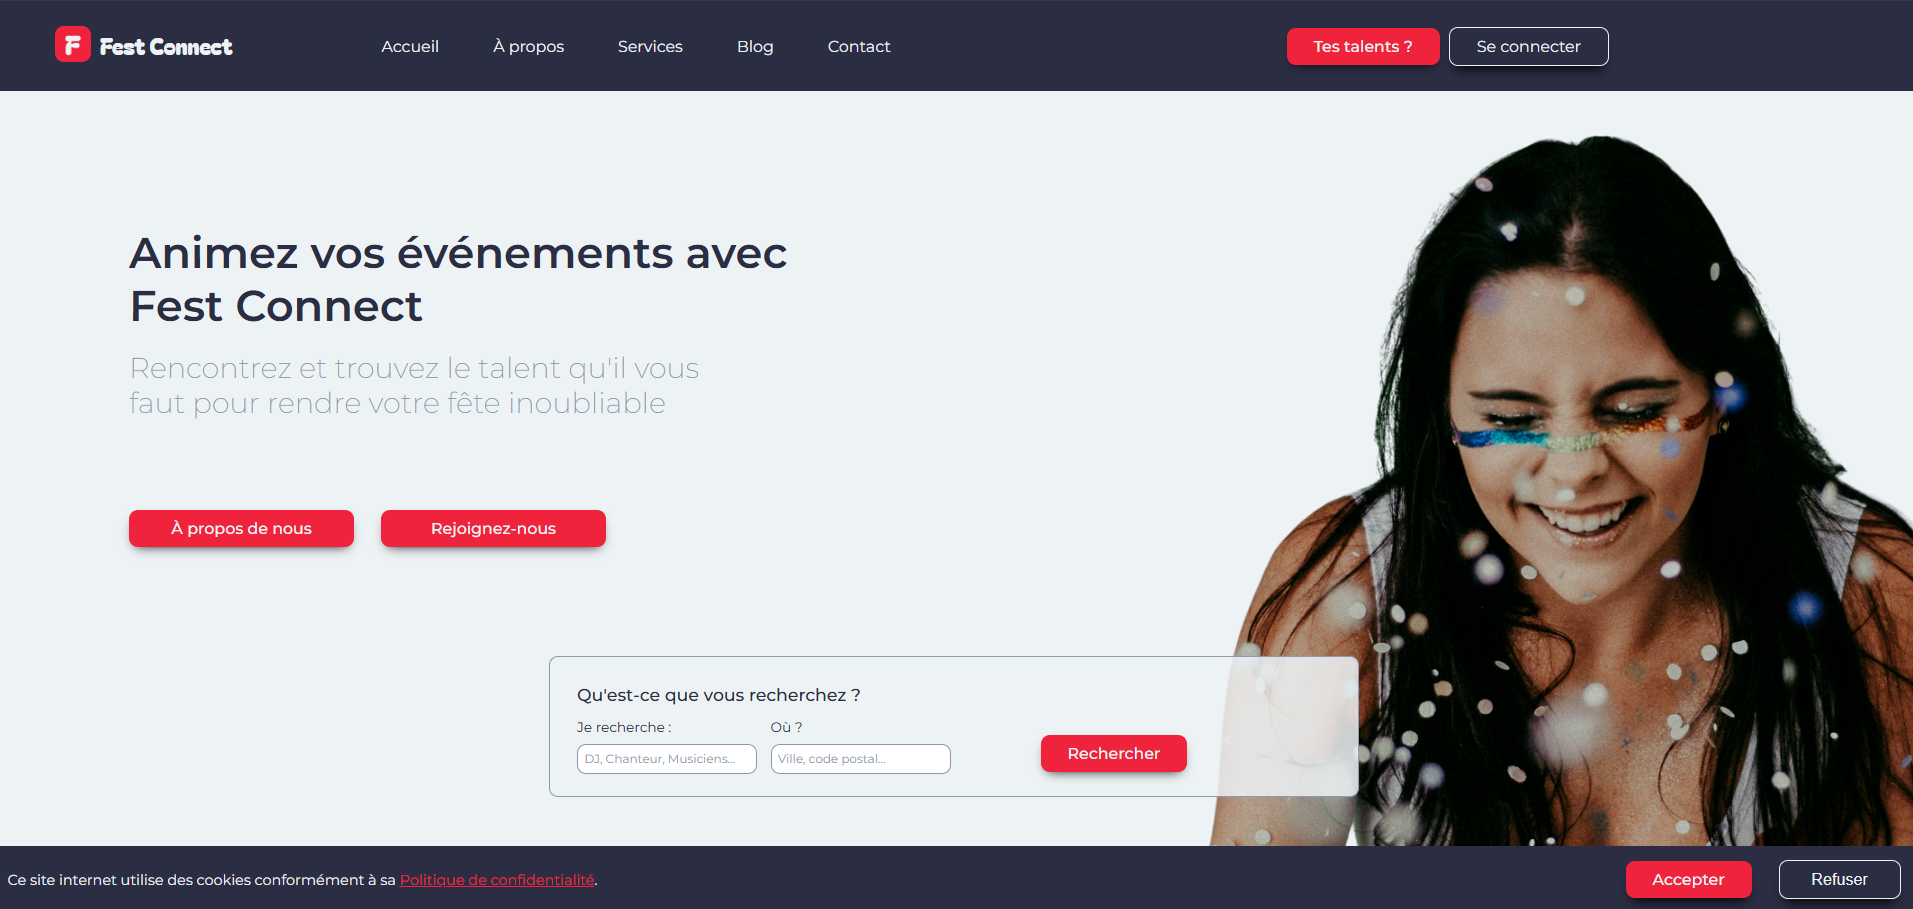 F Fest Connect
Accueil À propos Services Blog Contact
Tes talents ? Se connecter
Animez vos événements avec
Fest Connect
Rencontrez et trouvez le talent qu'il vous
faut pour rendre votre fête inoubliable
À propos de nous Rejoignez-nous
Qu'est-ce que vous recherchez ?
Je recherche : Où ?
DJ, Chanteur, Musiciens... Ville, code postal... Rechercher
Ce site internet utilise des cookies conformément à sa Politique de confidentialité. Accepter Refuser